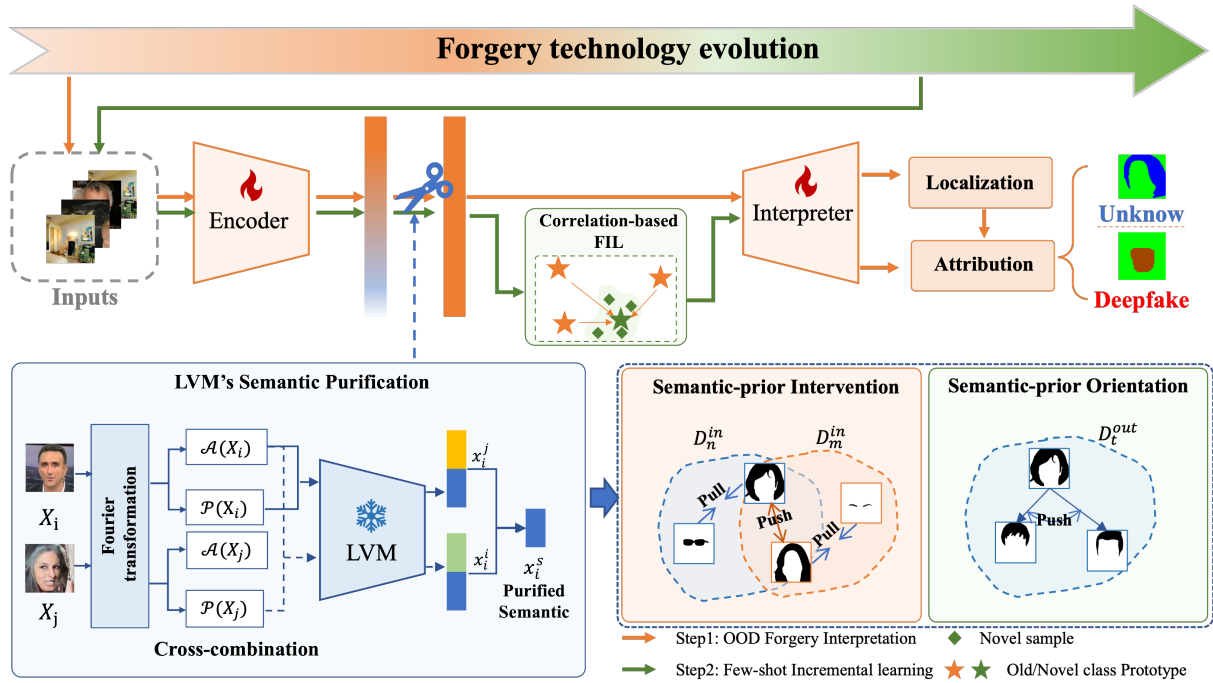 Forgery technology evolution
Inputs
Encoder
Correlation-based
FIL
Interpreter
Localization
Attribution
Unknow
Deepfake
LVM's Semantic Purification
X_i
X_j
Fourier
transformation
𝒜(X_i)
𝒫(X_i)
𝒜(X_j)
𝒫(X_j)
Cross-combination
LVM
x_i^j
x_i^i
x_i^s
Purified
Semantic
Semantic-prior Intervention
D_n^{in}
D_m^{in}
Pull
Push
Pull
Semantic-prior Orientation
D_t^{out}
Push
Step1: OOD Forgery Interpretation
Novel sample
Step2: Few-shot Incremental learning
Old/Novel class Prototype